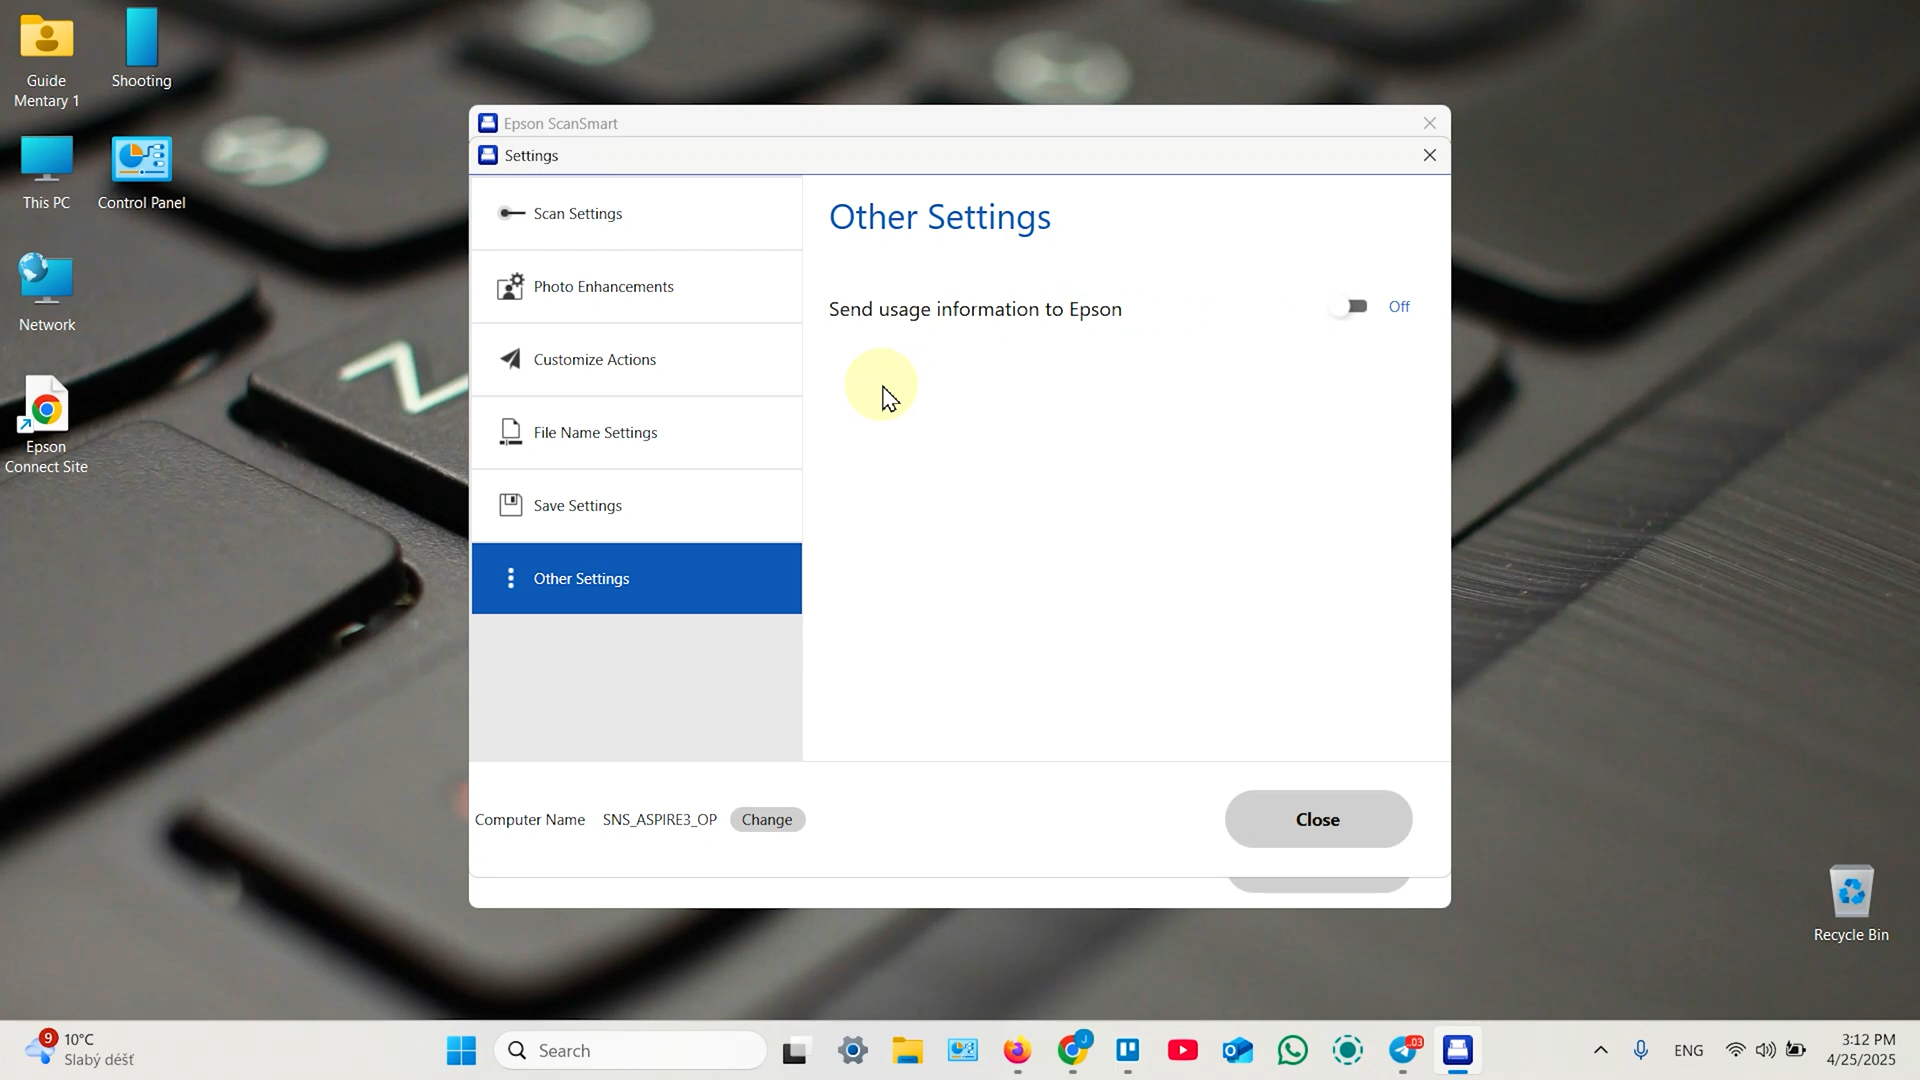 Guide
Mentary 1
Shooting
This PC
Control Panel
Network
Epson
Connect Site
Epson ScanSmart
Settings
Scan Settings
Photo Enhancements
Customize Actions
File Name Settings
Save Settings
Other Settings
Other Settings
Send usage information to Epson
Off
Computer Name SNS_ASPIRE3_OP Change
Close
Recycle Bin
9
10°C
Slabý déšť
Search
J
.03
ENG
3:12 PM
4/25/2025